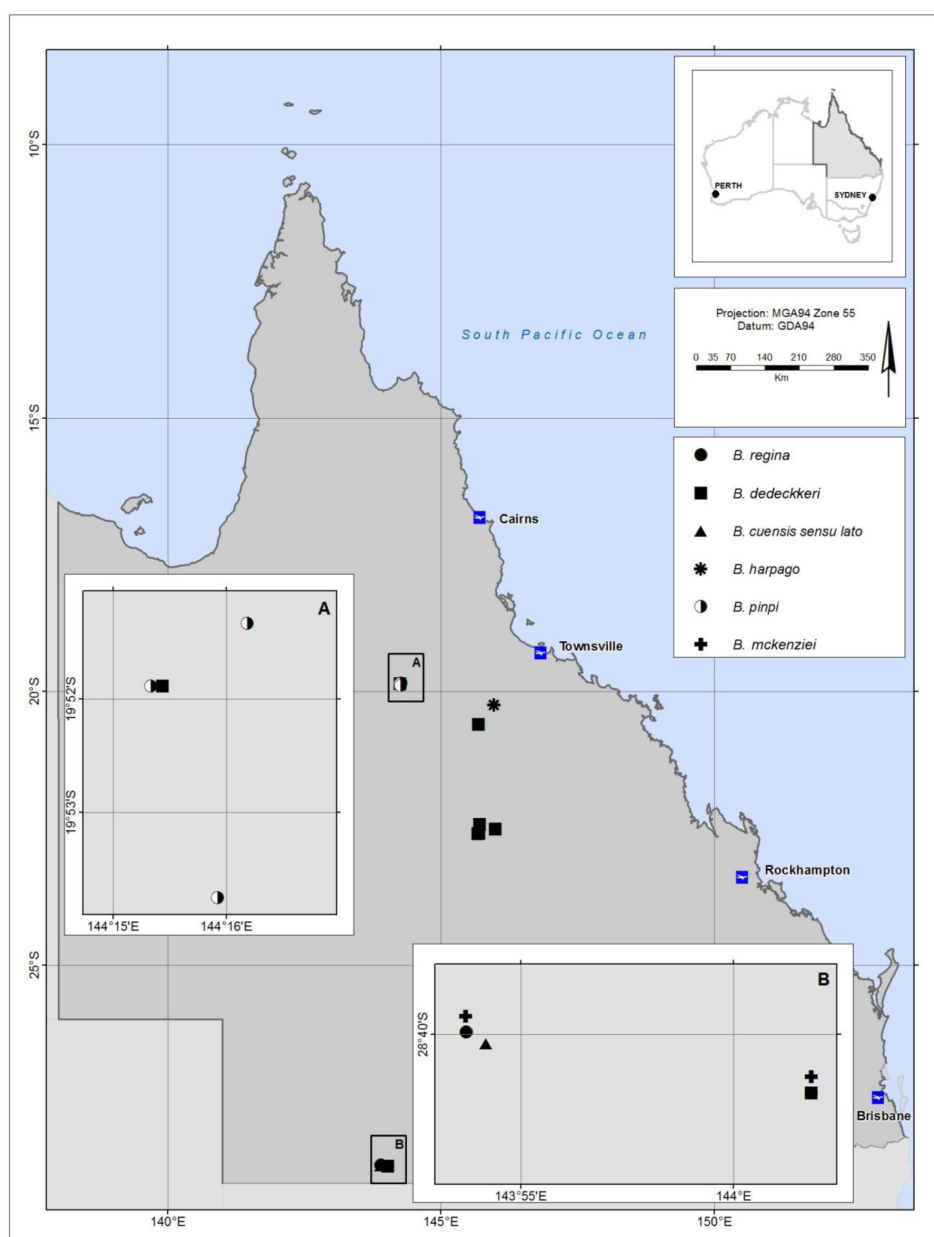 10°S
15°S
20°S
25°S
140°E
145°E
150°E
PERTH
SYDNEY
Projection: MGA94 Zone 55
Datum: GDA94
0 35 70 140 210 280 350
Km
South Pacific Ocean
B. regina
B. dedeckkeri
B. cuensis sensu lato
B. harpago
B. pinpi
B. mckenziei
Cairns
Townsville
Rockhampton
Brisbane
A
B
A
19°52'S
19°53'S
144°15'E
144°16'E
B
28°40'S
143°55'E
144°E